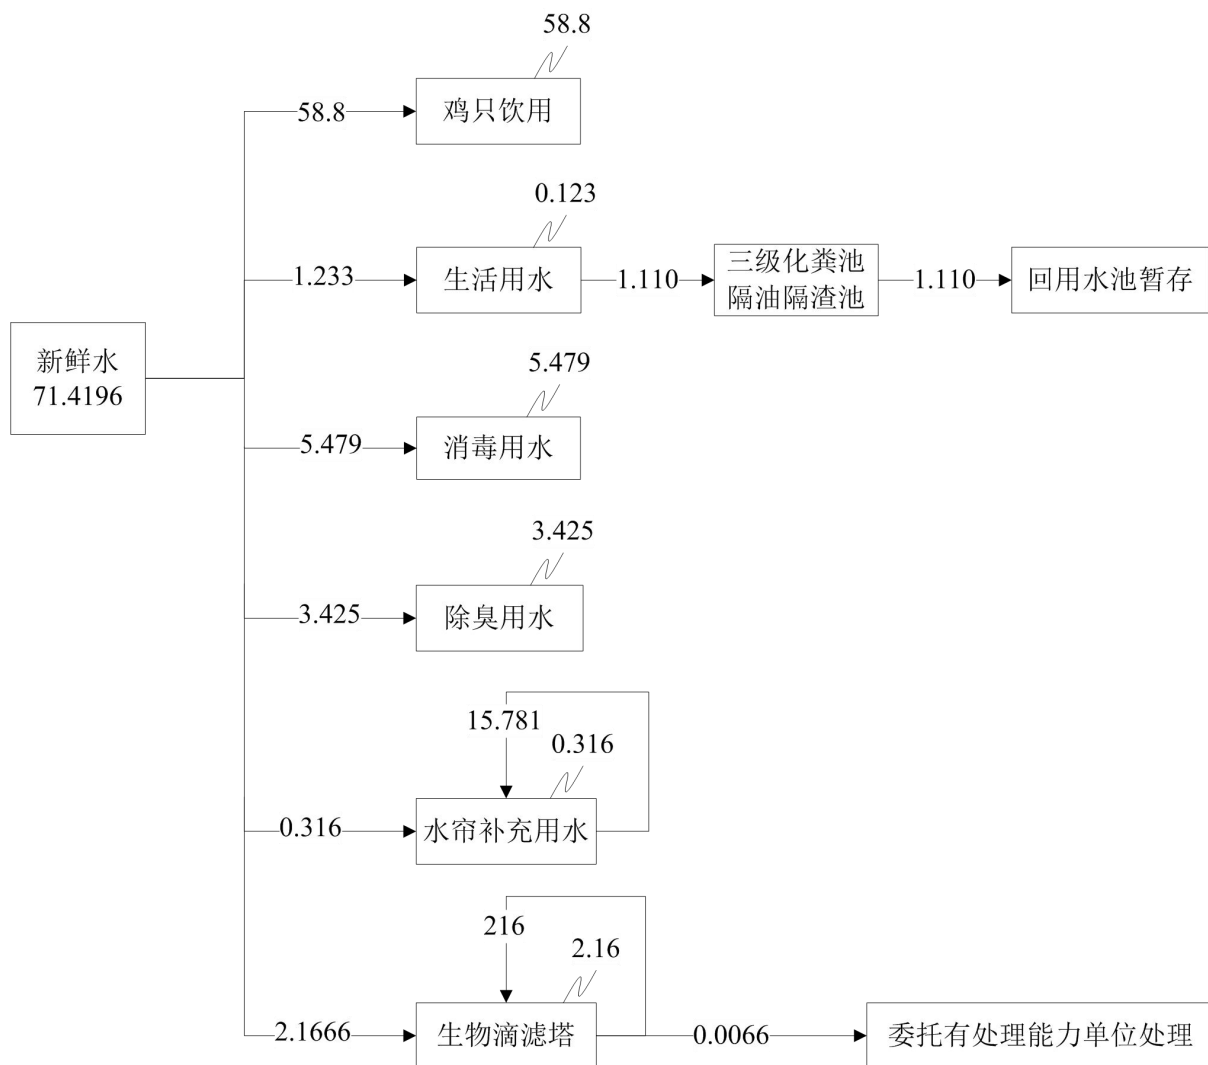 58.8
58.8
鸡只饮用
0.123
1.233
生活用水
1.110
三级化粪池
隔油隔渣池
1.110
回用水池暂存
新鲜水
71.4196
5.479
5.479
消毒用水
3.425
3.425
除臭用水
15.781
0.316
0.316
水帘补充用水
216
2.16
2.1666
生物滴滤塔
0.0066
委托有处理能力单位处理